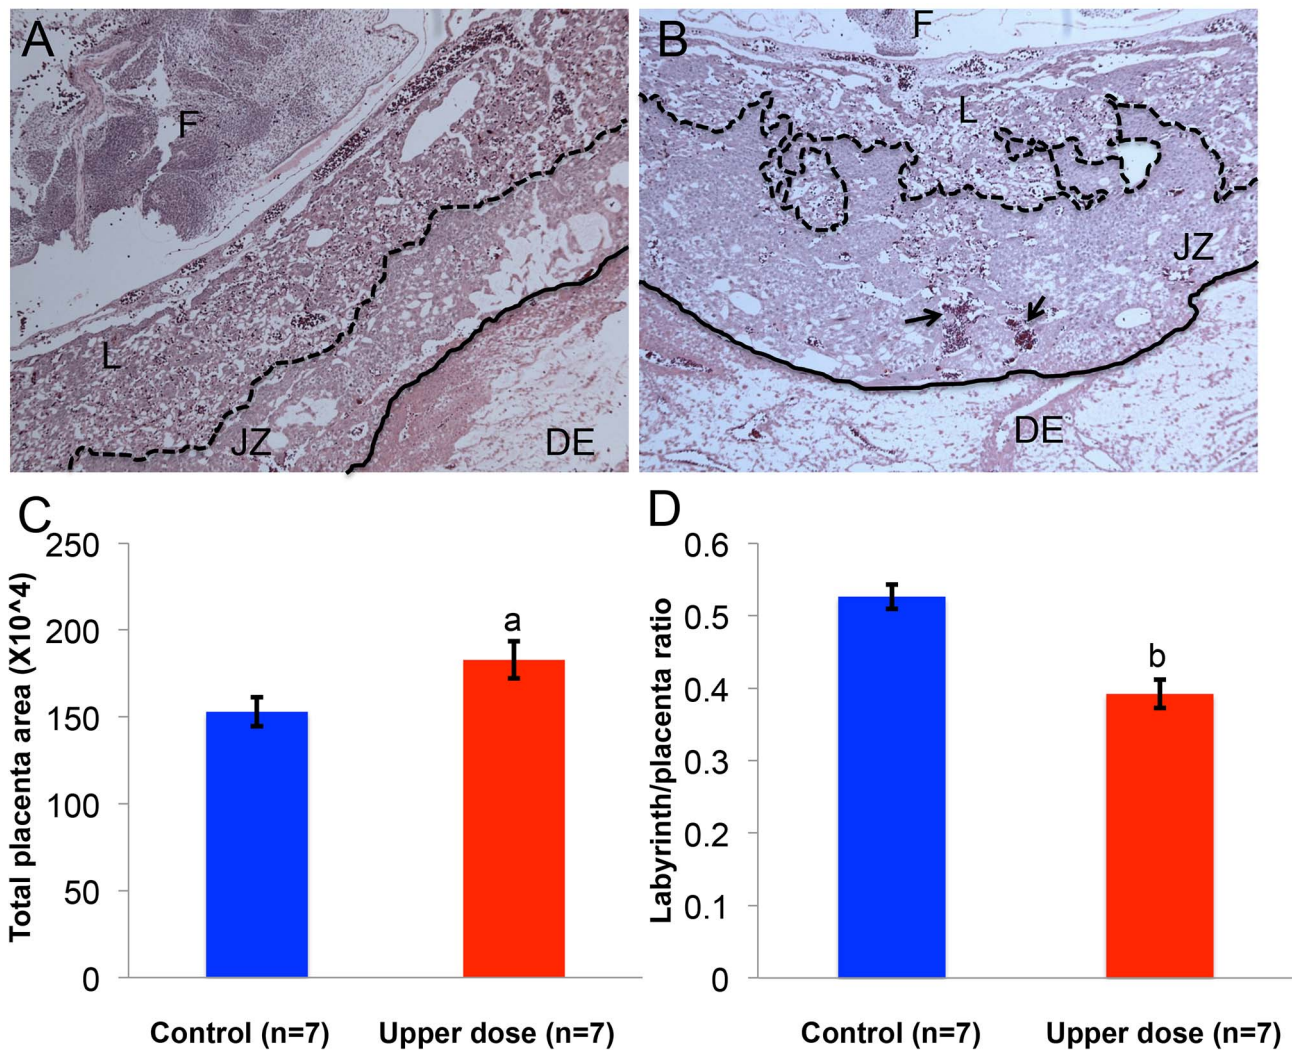 A
F
L
JZ
DE
B
F
L
JZ
DE
C
Total placenta area (X10^4)
250
200
150
100
50
0
a
Control (n=7)
Upper dose (n=7)
D
Labyrinth/placenta ratio
0.6
0.5
0.4
0.3
0.2
0.1
0
b
Control (n=7)
Upper dose (n=7)